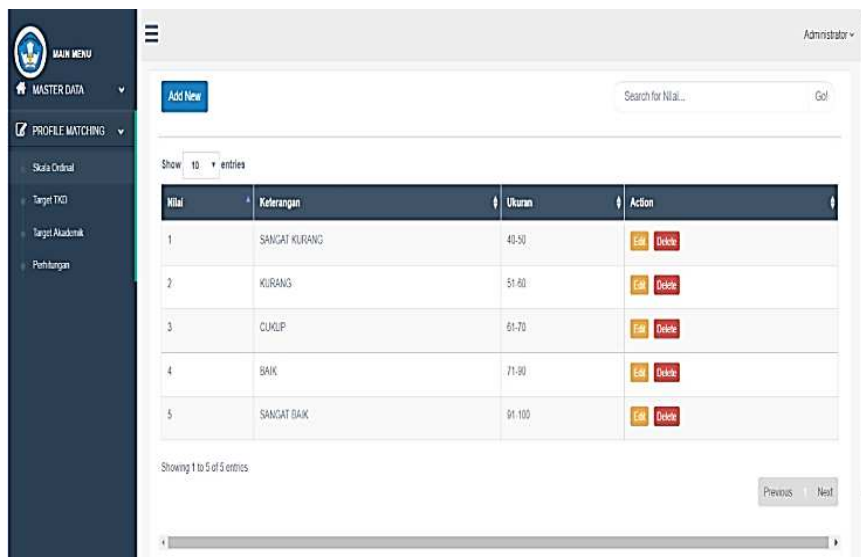 MAIN MENU
Administrator
MASTER DATA
PROFILE MATCHING
Skala Ordinal
Target TKD
Target Akademik
Perhitungan
Add New
Search for Nilai...
Go!
Show 10 entries
Nilai Keterangan Ukuran Action
1 SANGAT KURANG 40-50 Edit Delete
2 KURANG 51-60 Edit Delete
3 CUKUP 61-70 Edit Delete
4 BAIK 71-90 Edit Delete
5 SANGAT BAIK 91-100 Edit Delete
Showing 1 to 5 of 5 entries
Previous 1 Next